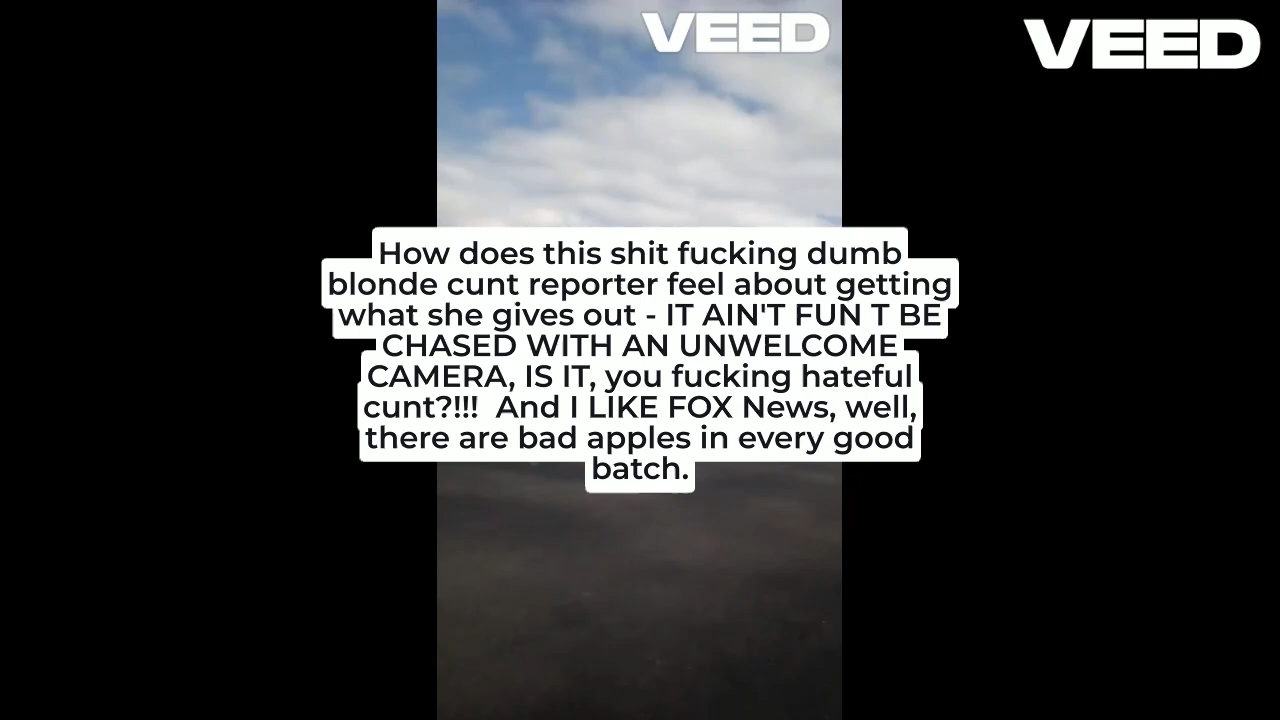 VEED
VEED
How does this shit fucking dumb
blonde cunt reporter feel about getting
what she gives out - IT AIN'T FUN T BE
CHASED WITH AN UNWELCOME
CAMERA, IS IT, you fucking hateful
cunt?!!!  And I LIKE FOX News, well,
there are bad apples in every good
batch.